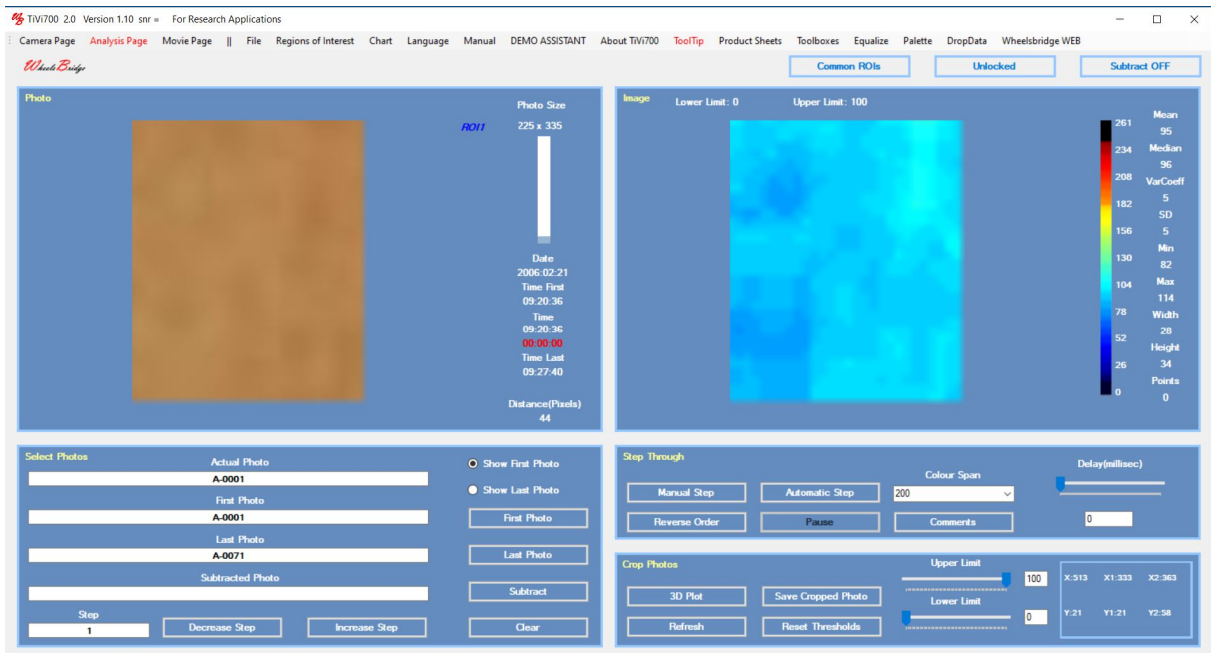 TiVi700 2.0 Version 1.10 snr = For Research Applications
Camera Page Analysis Page Movie Page || File Regions of Interest Chart Language Manual DEMO ASSISTANT About TiVi700 ToolTip Product Sheets Toolboxes Equalize Palette DropData Wheelsbridge WEB
WheelsBridge
Common ROIs
Unlocked
Subtract OFF
Photo
ROI1
Photo Size
225 x 335
Date
2006:02:21
Time First
09:20:36
Time
09:20:36
00:00:00
Time Last
09:27:40
Distance(Pixels)
44
Image
Lower Limit: 0
Upper Limit: 100
261
234
208
182
156
130
104
78
52
26
0
Mean
95
Median
96
VarCoeff
5
SD
5
Min
82
Max
114
Width
28
Height
34
Points
0
Select Photos
Actual Photo
A-0001
First Photo
A-0001
Last Photo
A-0071
Subtracted Photo
Step
1
Decrease Step
Increase Step
Show First Photo
Show Last Photo
First Photo
Last Photo
Subtract
Clear
Step Through
Manual Step
Automatic Step
Colour Span
200
Reverse Order
Pause
Comments
Delay(millisec)
0
Crop Photos
3D Plot
Save Cropped Photo
Refresh
Reset Thresholds
Upper Limit
100
Lower Limit
0
X:513 X1:333 X2:363
Y:21 Y1:21 Y2:58